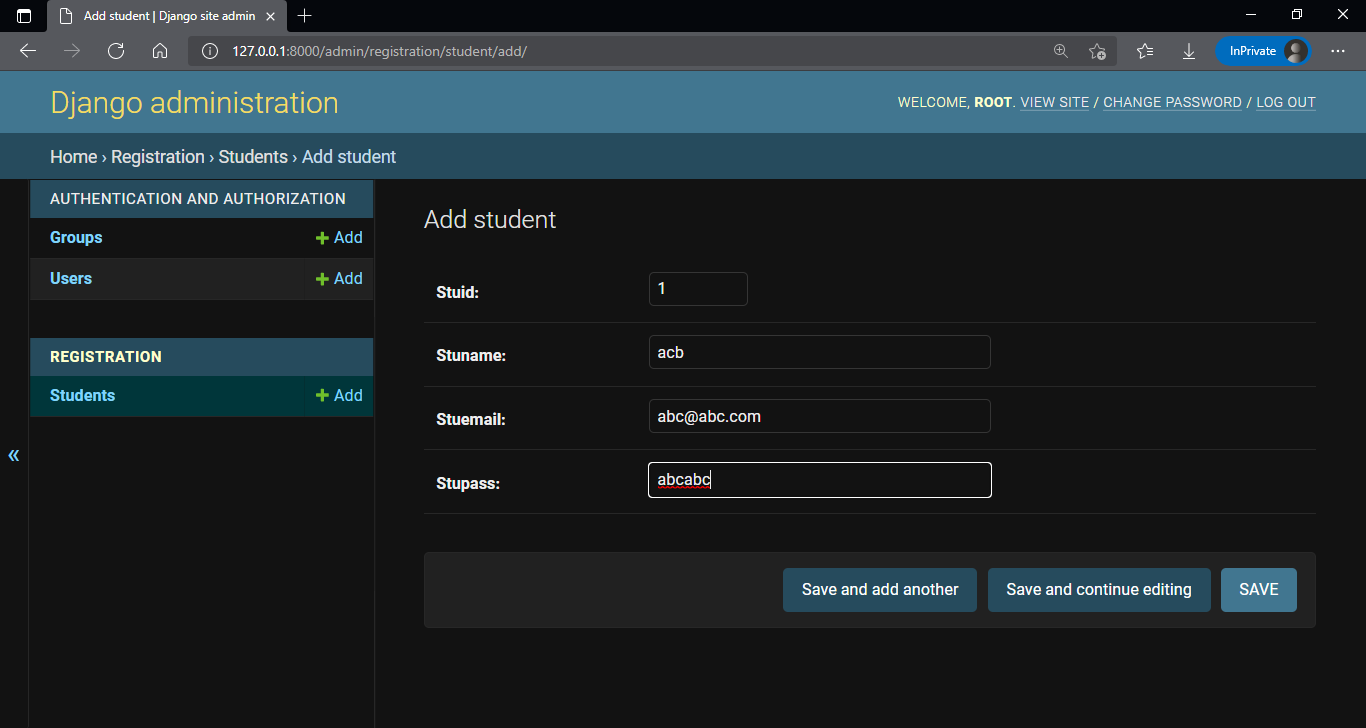 Add student | Django site admin
127.0.0.1:8000/admin/registration/student/add/
InPrivate
Django administration
WELCOME, ROOT. VIEW SITE / CHANGE PASSWORD / LOG OUT
Home › Registration › Students › Add student
AUTHENTICATION AND AUTHORIZATION
Groups + Add
Users + Add
REGISTRATION
Students + Add
«
Add student
Stuid: 1
Stuname: acb
Stuemail: abc@abc.com
Stupass: abcabc
Save and add another Save and continue editing SAVE